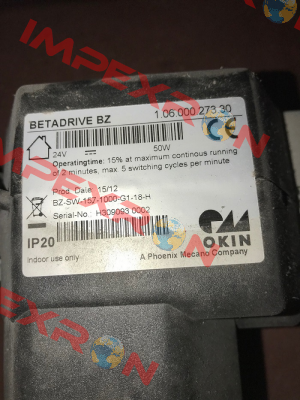 IMPEXRON
BETADRIVE BZ 1.06.000.273.30
24V 50W
Operatingtime: 15% at maximum continous running
of 2 minutes, max. 5 switching cycles per minute
Prod. Date: 15/12
BZ-SW-157-1000-G1-18-H
Serial-No.: H309093 0002
IP20
Indoor use only
OKIN
A Phoenix Mecano Company
IMPEXRON